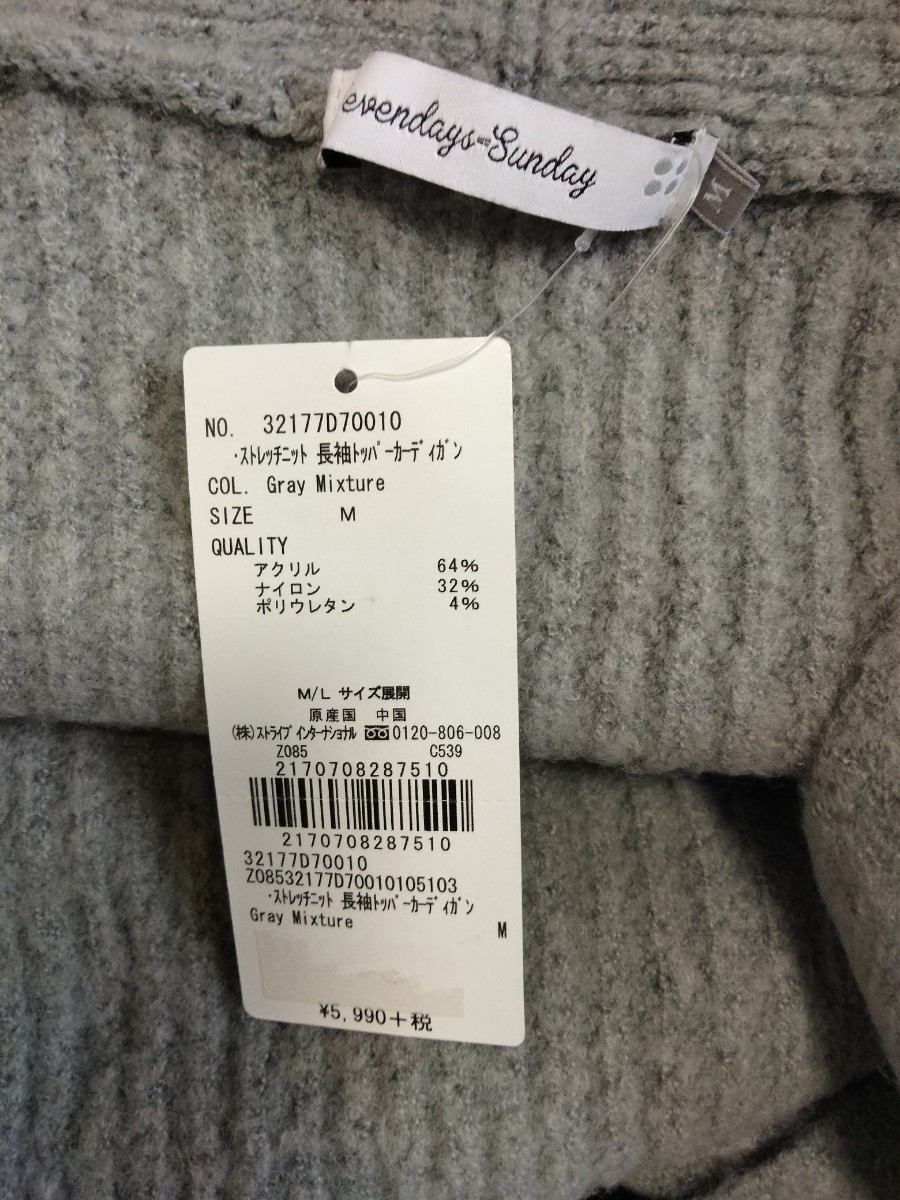 evendays=Sunday
M
NO. 32177D70010
･ｽﾄﾚｯﾁﾆｯﾄ 長袖ﾄｯﾊﾟｰｶｰﾃﾞｨｶﾞﾝ
COL. Gray Mixture
SIZE M
QUALITY
アクリル 64%
ナイロン 32%
ポリウレタン 4%
M/L サイズ展開
原産国 中国
(株)ｽﾄﾗｲﾌﾟ ｲﾝﾀｰﾅｼｮﾅﾙ 0120-806-008
Z085 C539
2170708287510
2170708287510
32177D70010
Z08532177D70010105103
･ｽﾄﾚｯﾁﾆｯﾄ 長袖ﾄｯﾊﾟｰｶｰﾃﾞｨｶﾞﾝ
Gray Mixture
M
¥5,990+税